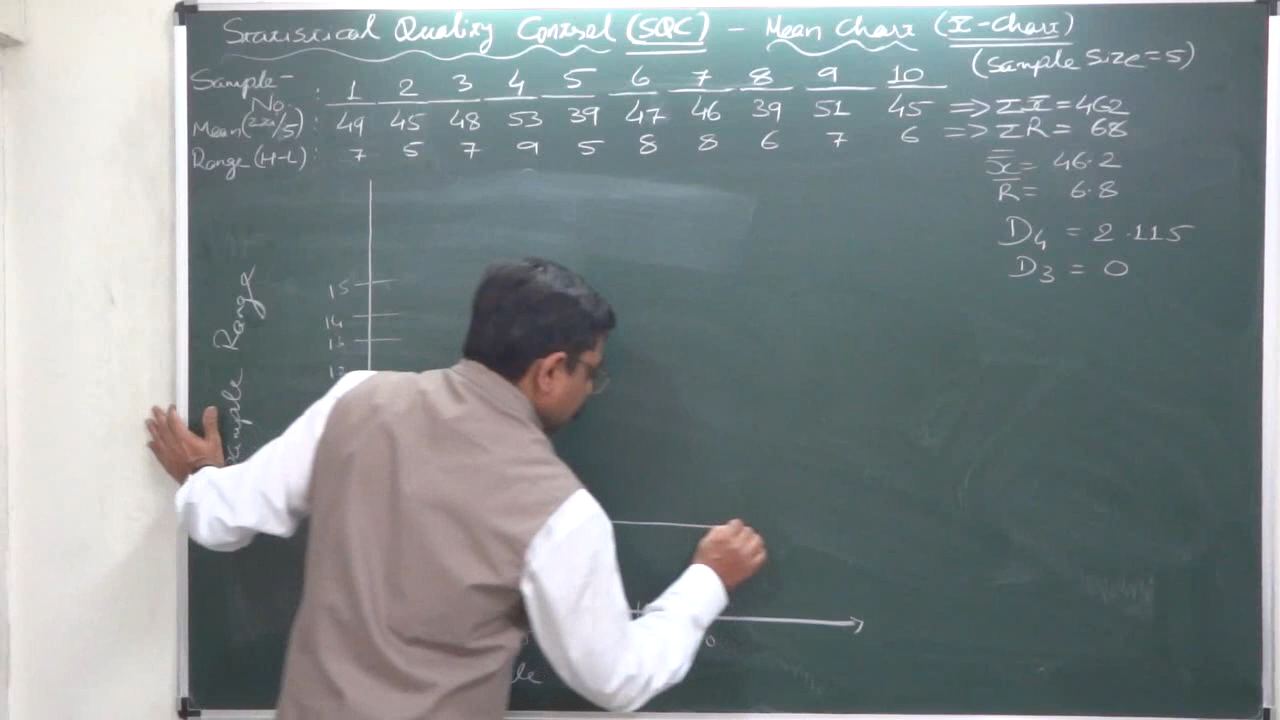 Statistical Quality Control (SQC) - Mean Chart (X̄-Chart)
(Sample Size=5)
Sample- No. : 1 2 3 4 5 6 7 8 9 10
Mean(Σxi/5) : 49 45 48 53 39 47 46 39 51 45 => Σx̄=462
Range (H-L) : 7 5 7 9 5 8 8 6 7 6 => ΣR= 68
x̿= 46.2
R̄= 6.8
D4 = 2.115
D3 = 0
15
14
13
Sample Range